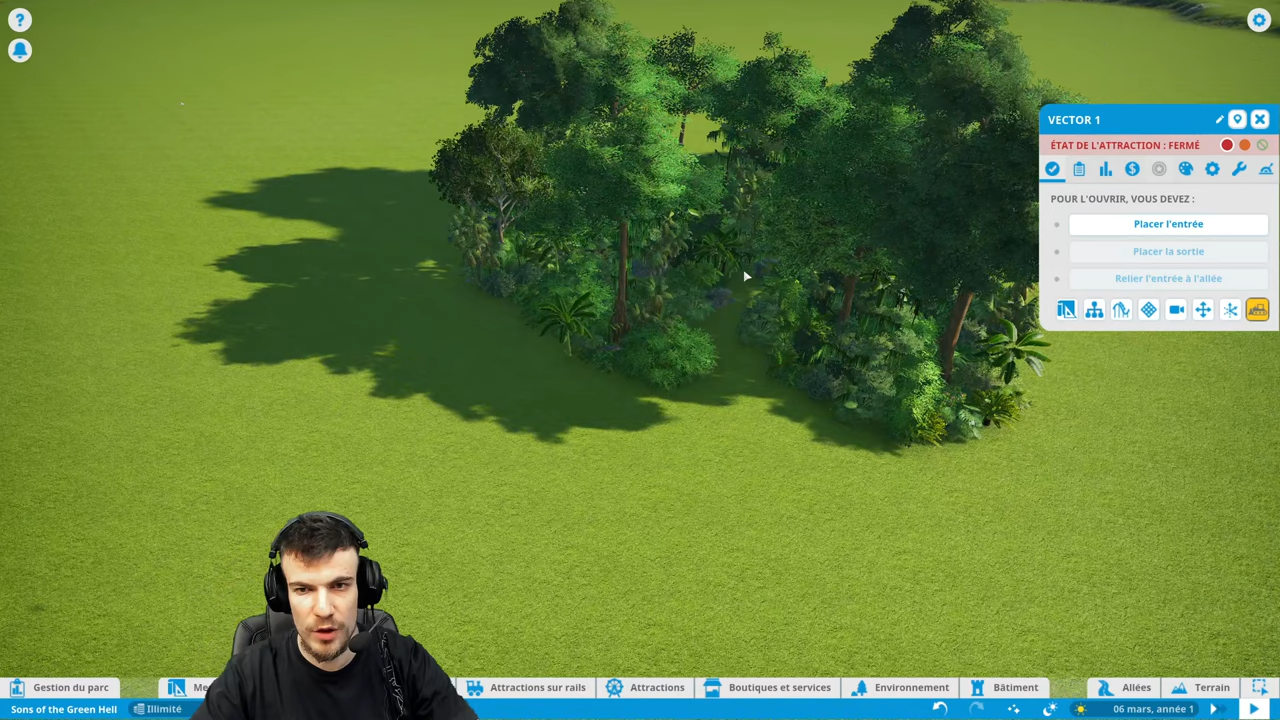 ?
VECTOR 1
ÉTAT DE L'ATTRACTION : FERMÉ
POUR L'OUVRIR, VOUS DEVEZ :
Placer l'entrée
Placer la sortie
Relier l'entrée à l'allée
Gestion du parc
Attractions sur rails
Attractions
Boutiques et services
Environnement
Bâtiment
Allées
Terrain
Sons of the Green Hell
Illimité
06 mars, année 1